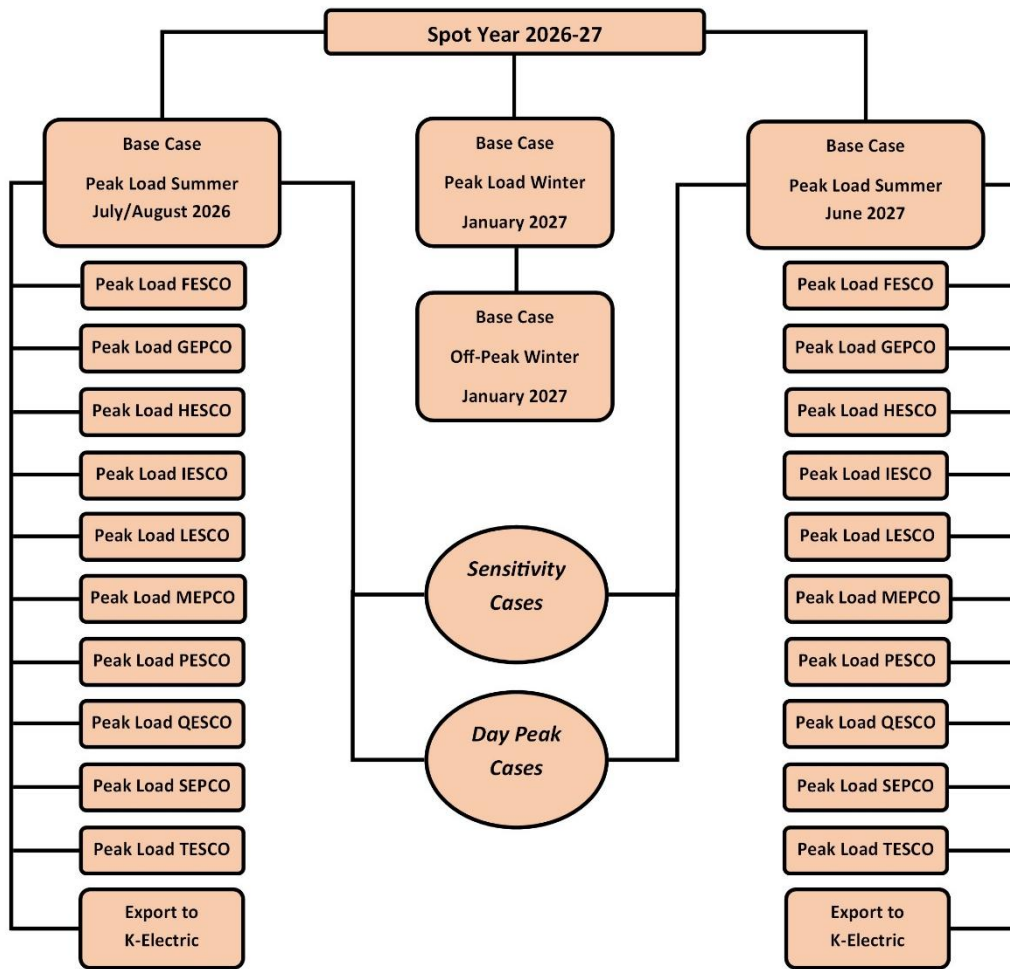 Spot Year 2026-27
Base Case
Peak Load Summer
July/August 2026
Peak Load FESCO
Peak Load GEPCO
Peak Load HESCO
Peak Load IESCO
Peak Load LESCO
Peak Load MEPCO
Peak Load PESCO
Peak Load QESCO
Peak Load SEPCO
Peak Load TESCO
Export to
K-Electric
Base Case
Peak Load Winter
January 2027
Base Case
Off-Peak Winter
January 2027
Sensitivity
Cases
Day Peak
Cases
Base Case
Peak Load Summer
June 2027
Peak Load FESCO
Peak Load GEPCO
Peak Load HESCO
Peak Load IESCO
Peak Load LESCO
Peak Load MEPCO
Peak Load PESCO
Peak Load QESCO
Peak Load SEPCO
Peak Load TESCO
Export to
K-Electric